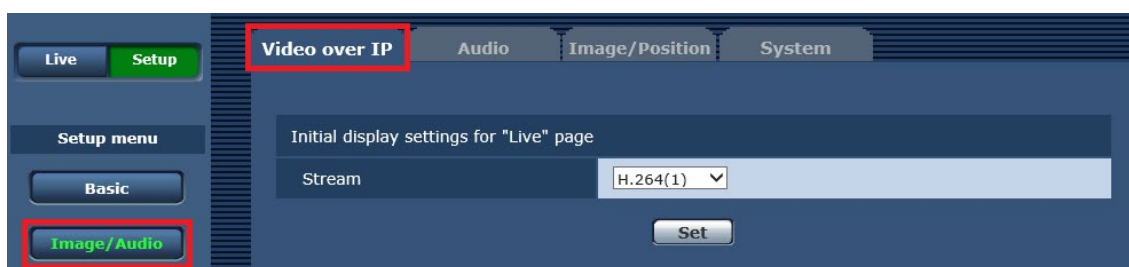 Live
Setup
Video over IP
Audio
Image/Position
System
Setup menu
Initial display settings for "Live" page
Basic
Stream
H.264(1)
Image/Audio
Set